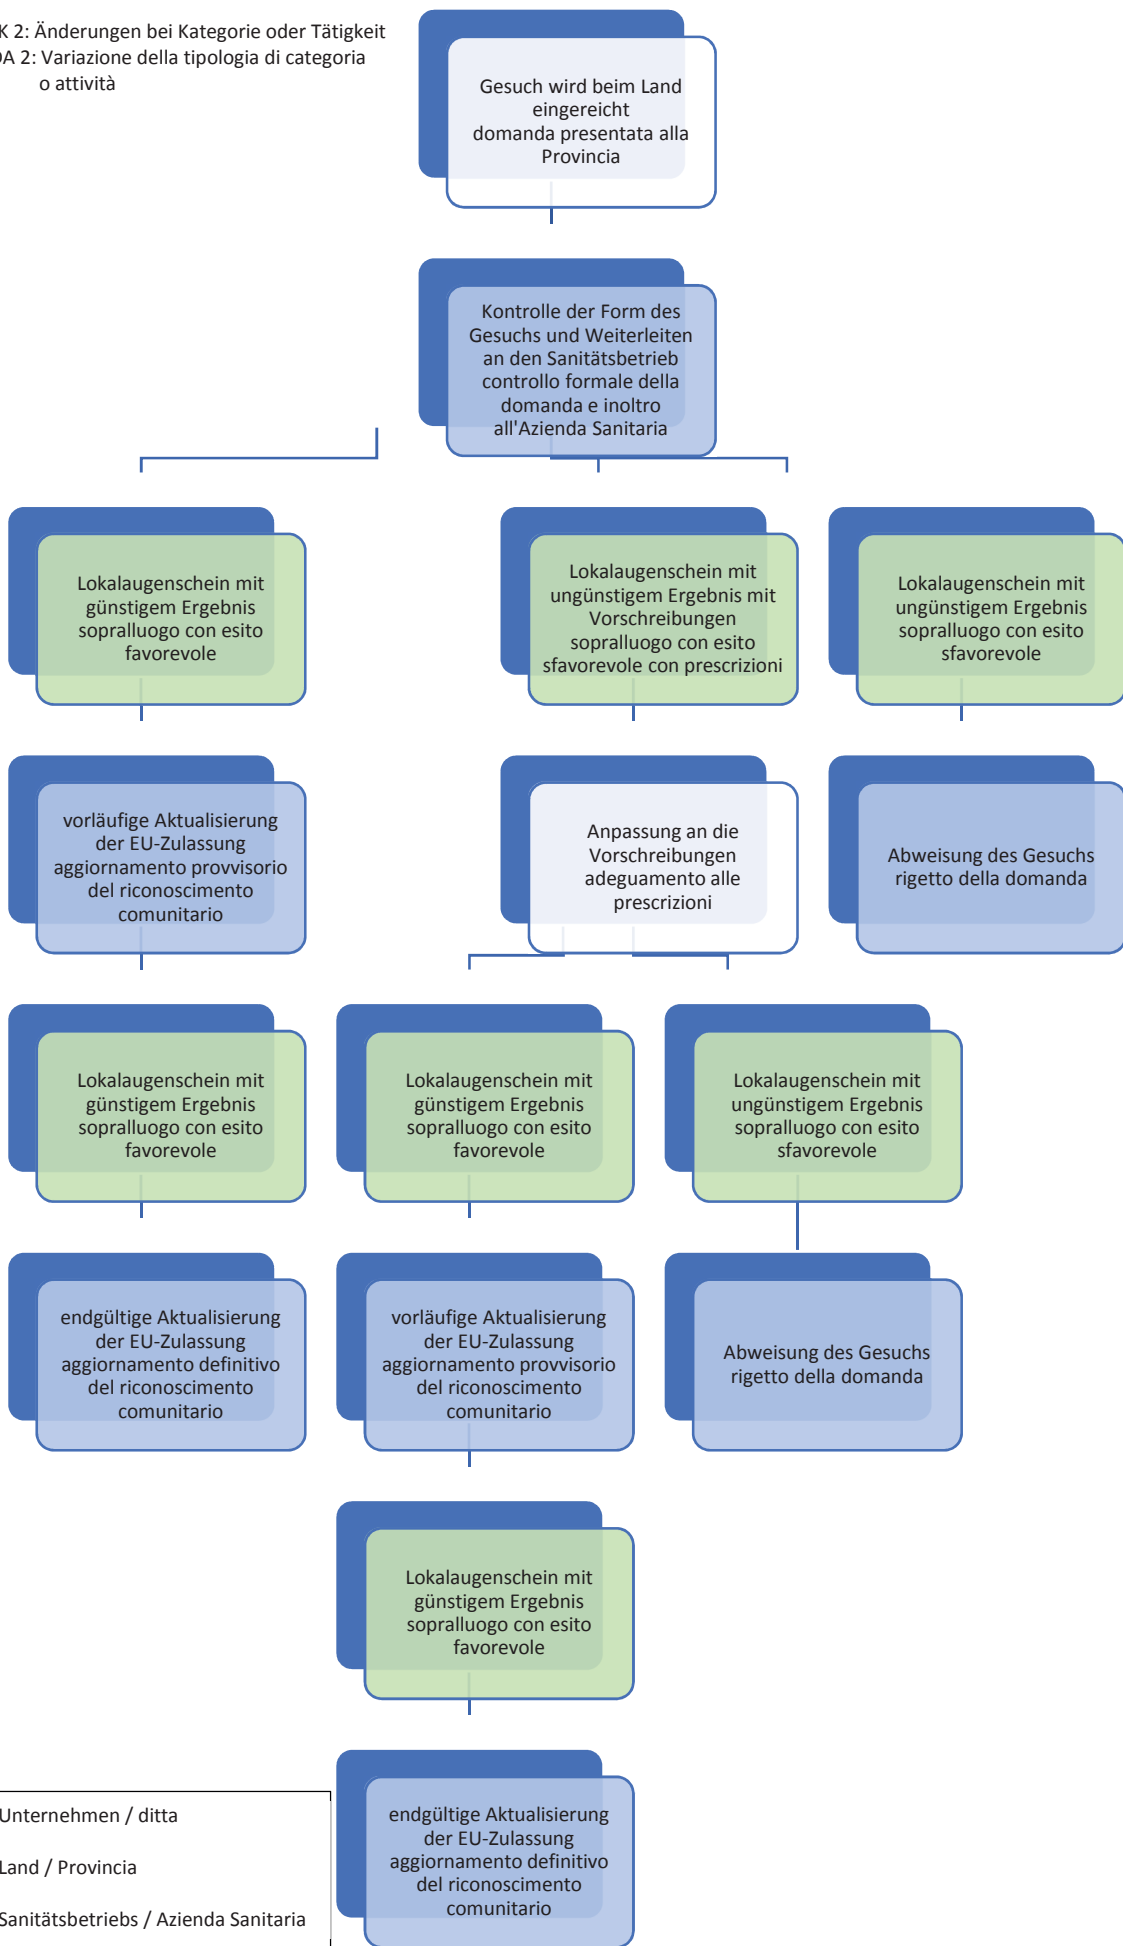 K 2: Änderungen bei Kategorie oder Tätigkeit
DA 2: Variazione della tipologia di categoria
o attività
Gesuch wird beim Land
eingereicht
domanda presentata alla
Provincia
Kontrolle der Form des
Gesuchs und Weiterleiten
an den Sanitätsbetrieb
controllo formale della
domanda e inoltro
all'Azienda Sanitaria
Lokalaugenschein mit
günstigem Ergebnis
sopralluogo con esito
favorevole
Lokalaugenschein mit
ungünstigem Ergebnis mit
Vorschreibungen
sopralluogo con esito
sfavorevole con prescrizioni
Lokalaugenschein mit
ungünstigem Ergebnis
sopralluogo con esito
sfavorevole
vorläufige Aktualisierung
der EU-Zulassung
aggiornamento provvisorio
del riconoscimento
comunitario
Anpassung an die
Vorschreibungen
adeguamento alle
prescrizioni
Abweisung des Gesuchs
rigetto della domanda
Lokalaugenschein mit
günstigem Ergebnis
sopralluogo con esito
favorevole
Lokalaugenschein mit
günstigem Ergebnis
sopralluogo con esito
favorevole
Lokalaugenschein mit
ungünstigem Ergebnis
sopralluogo con esito
sfavorevole
endgültige Aktualisierung
der EU-Zulassung
aggiornamento definitivo
del riconoscimento
comunitario
vorläufige Aktualisierung
der EU-Zulassung
aggiornamento provvisorio
del riconoscimento
comunitario
Abweisung des Gesuchs
rigetto della domanda
Lokalaugenschein mit
günstigem Ergebnis
sopralluogo con esito
favorevole
endgültige Aktualisierung
der EU-Zulassung
aggiornamento definitivo
del riconoscimento
comunitario
Unternehmen / ditta
Land / Provincia
Sanitätsbetriebs / Azienda Sanitaria